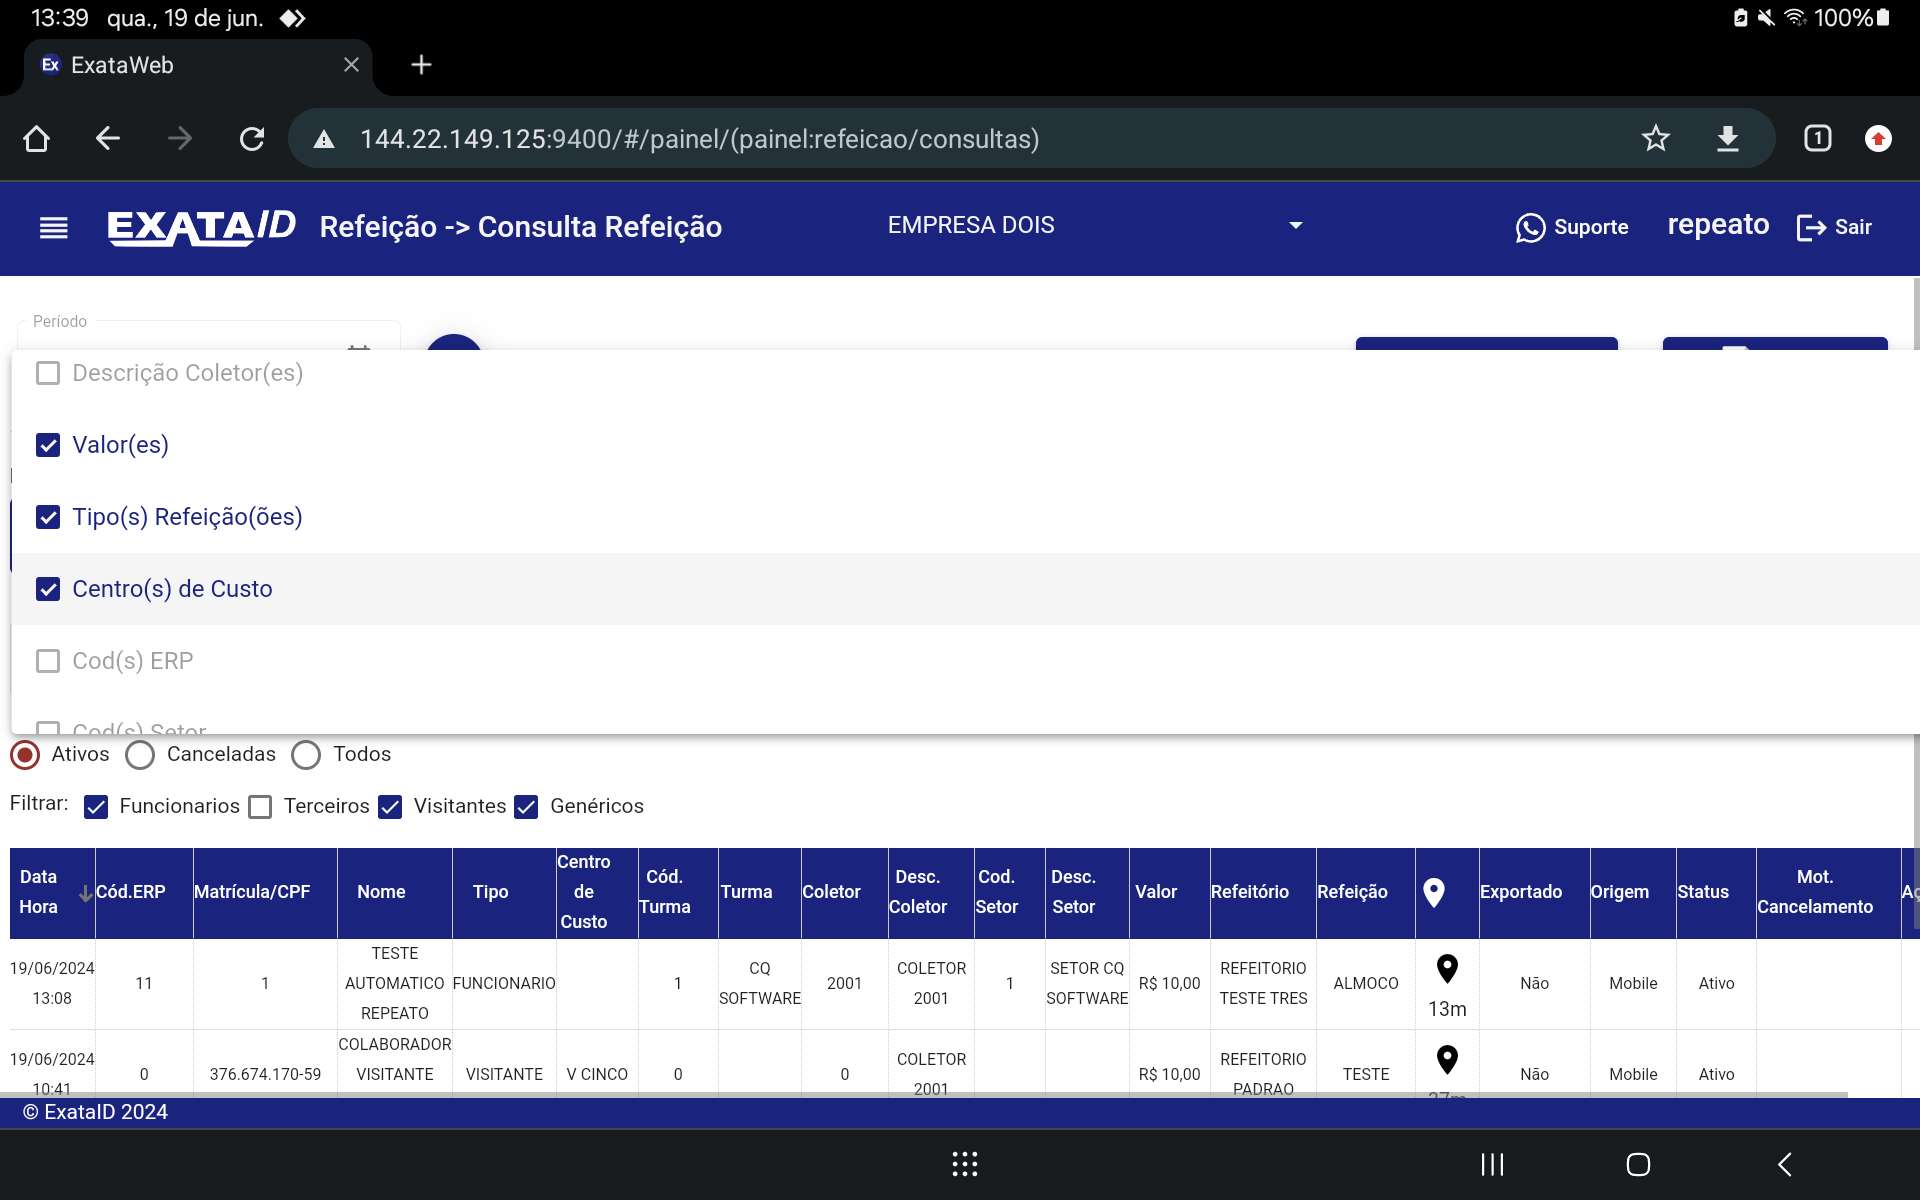 13:39 qua., 19 de jun. 100%
Ex ExataWeb
144.22.149.125:9400/#/painel/(painel:refeicao/consultas) 1
EXATAID Refeição -> Consulta Refeição EMPRESA DOIS Suporte repeato Sair
Período
Descrição Coletor(es)
Valor(es)
Tipo(s) Refeição(ões)
Centro(s) de Custo
Cod(s) ERP
Cod(s) Setor
Ativos Canceladas Todos
Filtrar: Funcionarios Terceiros Visitantes Genéricos
Data Hora Cód.ERP Matrícula/CPF Nome Tipo Centro de Custo Cód. Turma Turma Coletor Desc. Coletor Cod. Setor Desc. Setor Valor Refeitório Refeição Exportado Origem Status Mot. Cancelamento
19/06/2024 13:08 11 1 TESTE AUTOMATICO REPEATO FUNCIONARIO 1 CQ SOFTWARE 2001 COLETOR 2001 1 SETOR CQ SOFTWARE R$ 10,00 REFEITORIO TESTE TRES ALMOCO 13m Não Mobile Ativo
19/06/2024 10:41 0 376.674.170-59 COLABORADOR VISITANTE VISITANTE V CINCO 0 0 COLETOR 2001 R$ 10,00 REFEITORIO PADRAO TESTE Não Mobile Ativo
© ExataID 2024